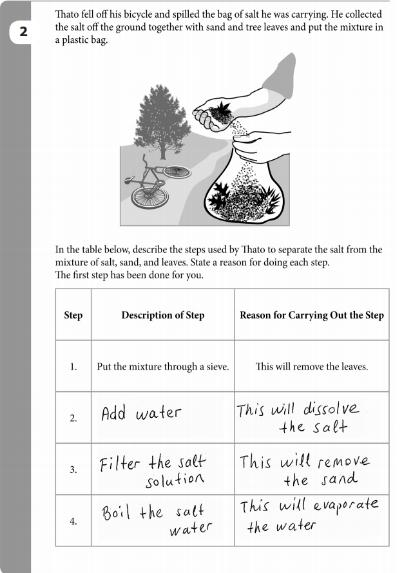 2
Thato fell off his bicycle and spilled the bag of salt he was carrying. He collected
the salt off the ground together with sand and tree leaves and put the mixture in
a plastic bag.
In the table below, describe the steps used by Thato to separate the salt from the
mixture of salt, sand, and leaves. State a reason for doing each step.
The first step has been done for you.
Step Description of Step Reason for Carrying Out the Step
1. Put the mixture through a sieve. This will remove the leaves.
2. Add water This will dissolve
the salt
3. Filter the salt
solution This will remove
the sand
4. Boil the salt
water This will evaporate
the water